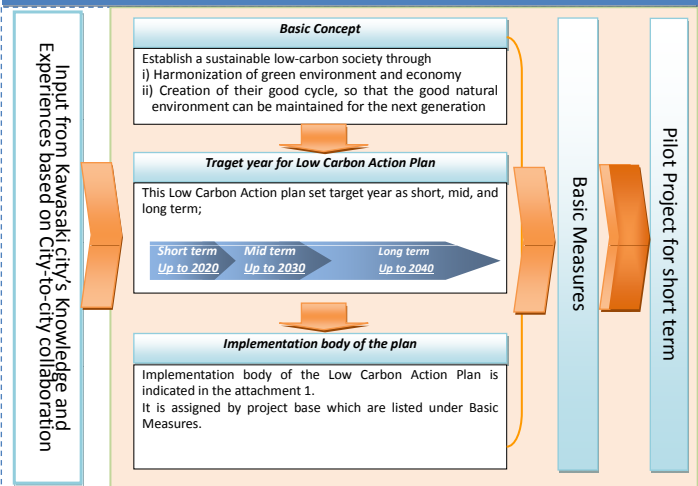 Input from Kawasaki city's Knowledge and
Experiences based on City-to-city collaboration
Basic Concept
Establish a sustainable low-carbon society through
i) Harmonization of green environment and economy
ii) Creation of their good cycle, so that the good natural
environment can be maintained for the next generation
Traget year for Low Carbon Action Plan
This Low Carbon Action plan set target year as short, mid, and
long term;
Short term
Up to 2020
Mid term
Up to 2030
Long term
Up to 2040
Implementation body of the plan
Implementation body of the Low Carbon Action Plan is
indicated in the attachment 1.
It is assigned by project base which are listed under Basic
Measures.
Basic Measures
Pilot Project for short term